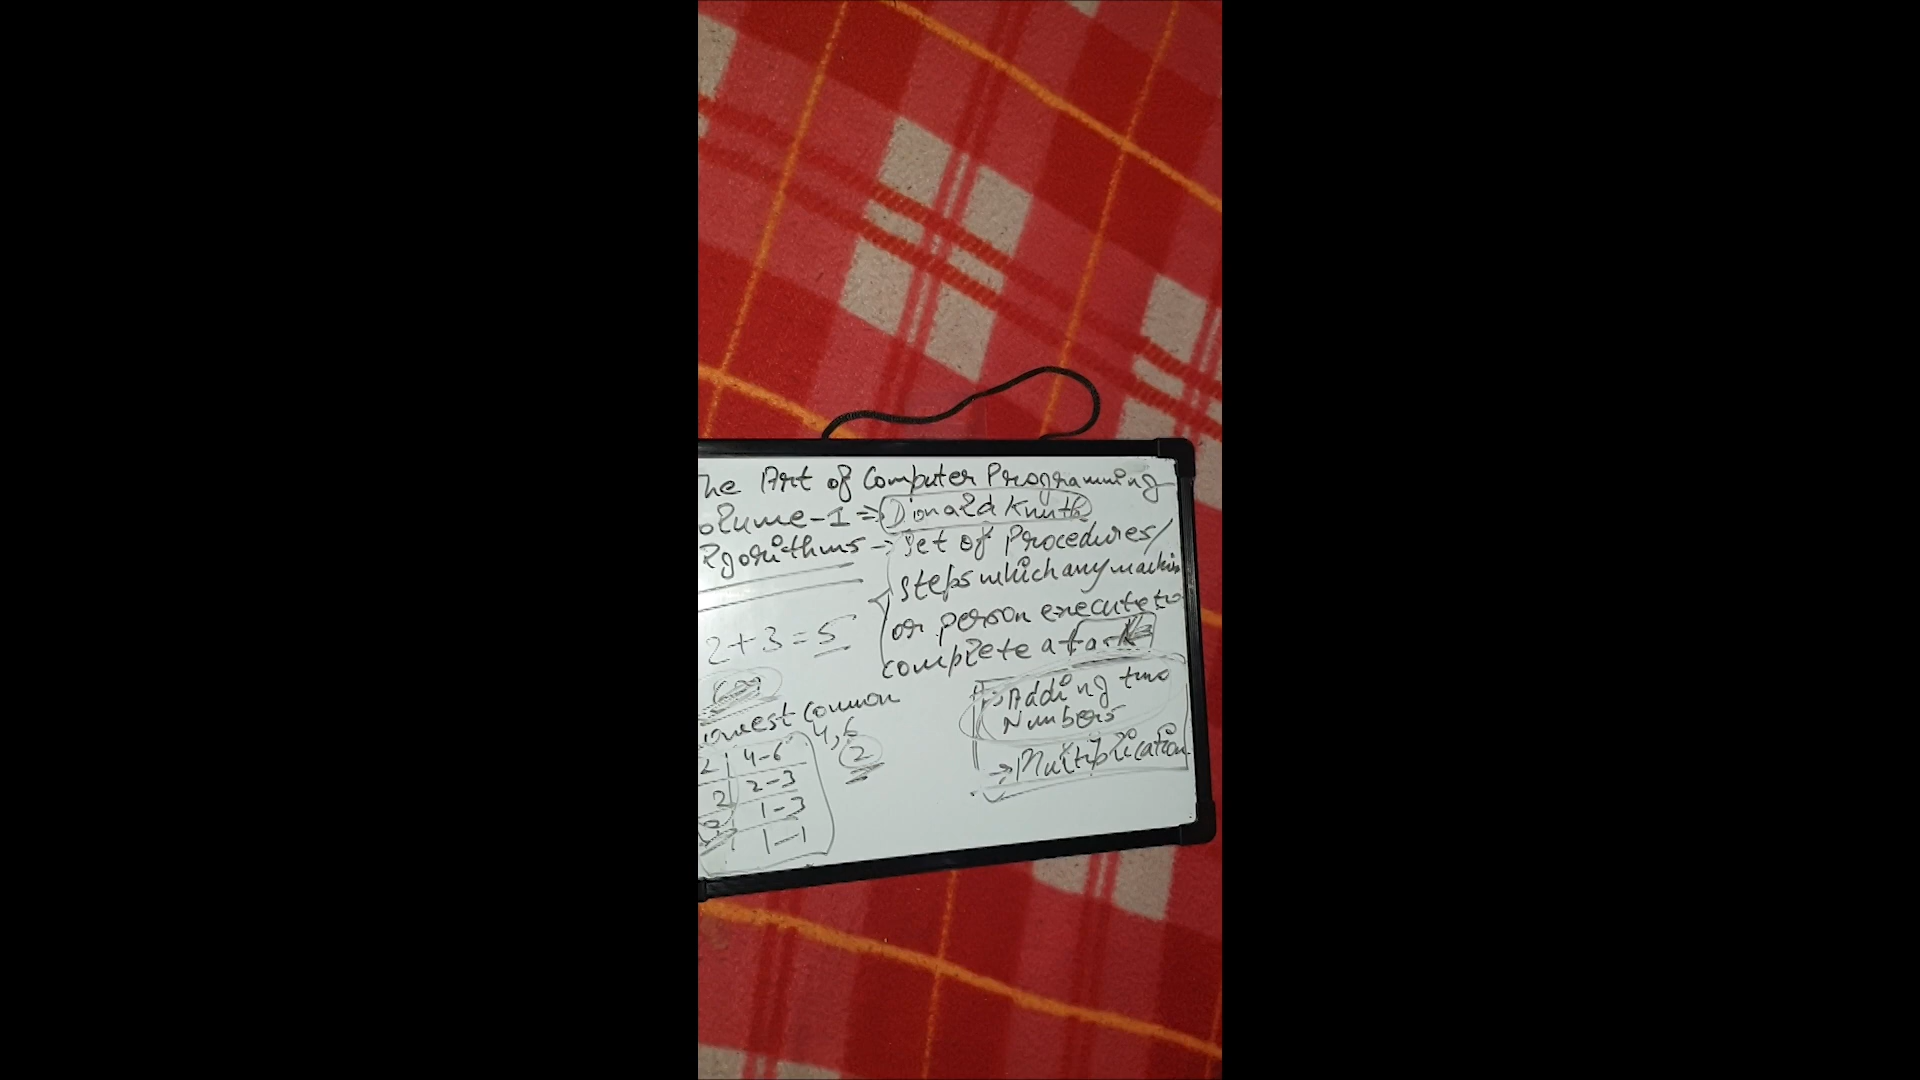 he Art of Computer Programming
olume-1 => Donald Knuth
lgorithms -> Set of Procedures/
steps which any machin
or person execute to
complete a task
2+3=5
-> Adding two
Numbers
-> Multiplication
owest common
4,6
2
2 | 4-6
2 | 2-3
1-3
1-1